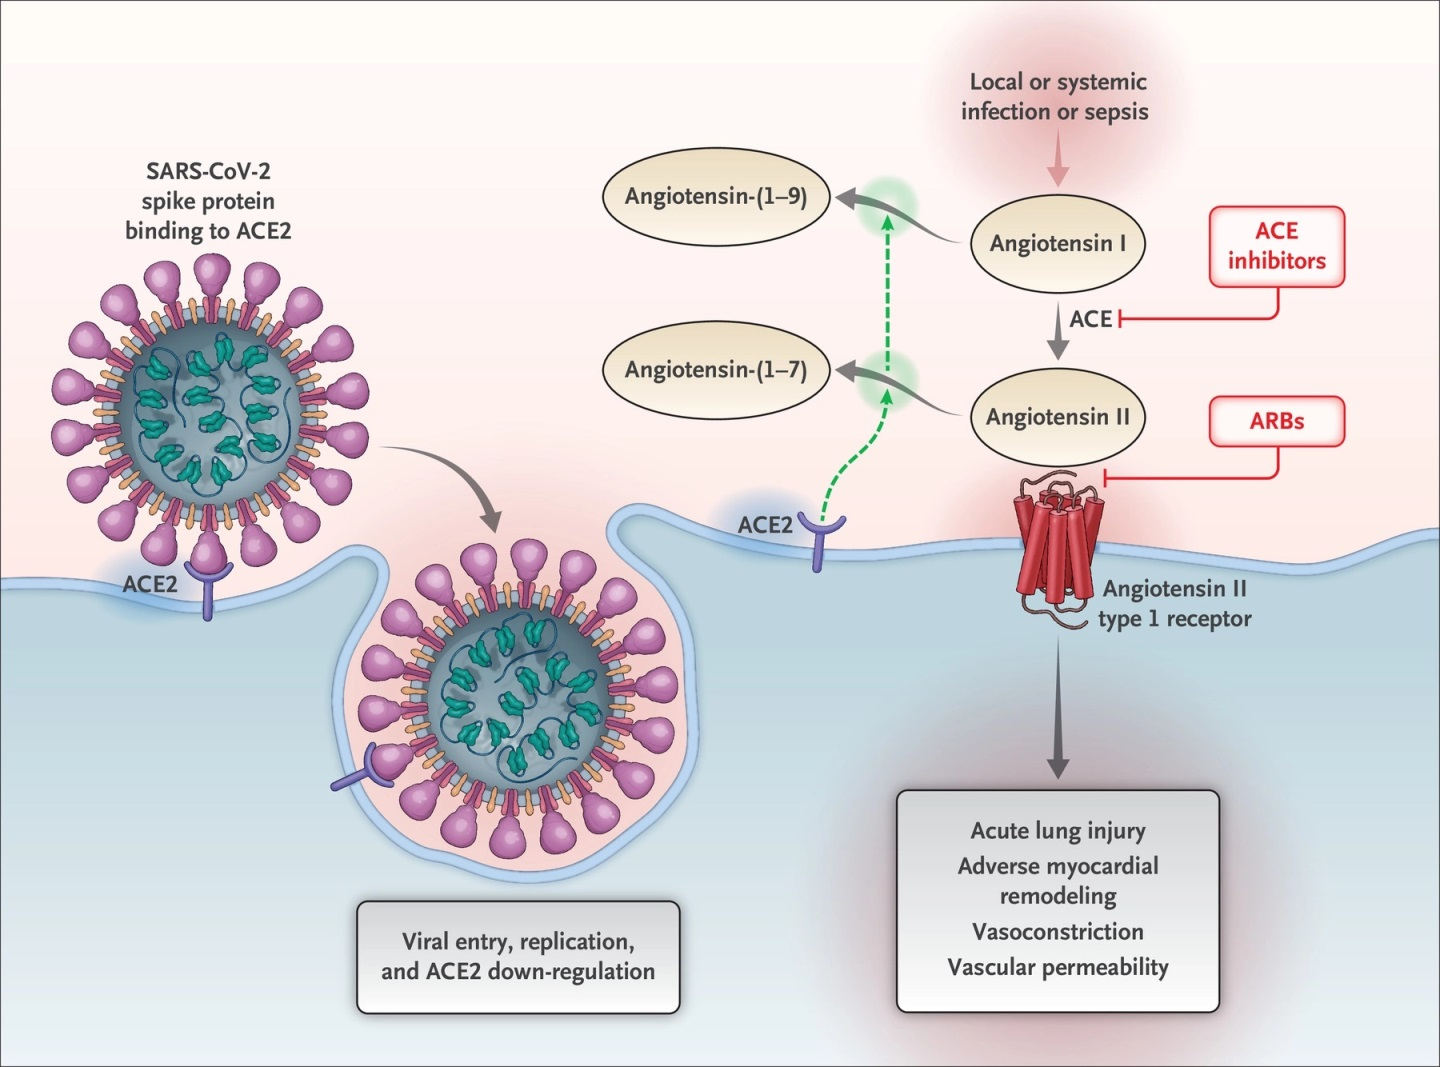 Local or systemic
infection or sepsis
SARS-CoV-2
spike protein
binding to ACE2
Angiotensin-(1–9)
Angiotensin I
ACE
inhibitors
ACE
Angiotensin-(1–7)
Angiotensin II
ARBs
ACE2
ACE2
Angiotensin II
type 1 receptor
Viral entry, replication,
and ACE2 down-regulation
Acute lung injury
Adverse myocardial
remodeling
Vasoconstriction
Vascular permeability